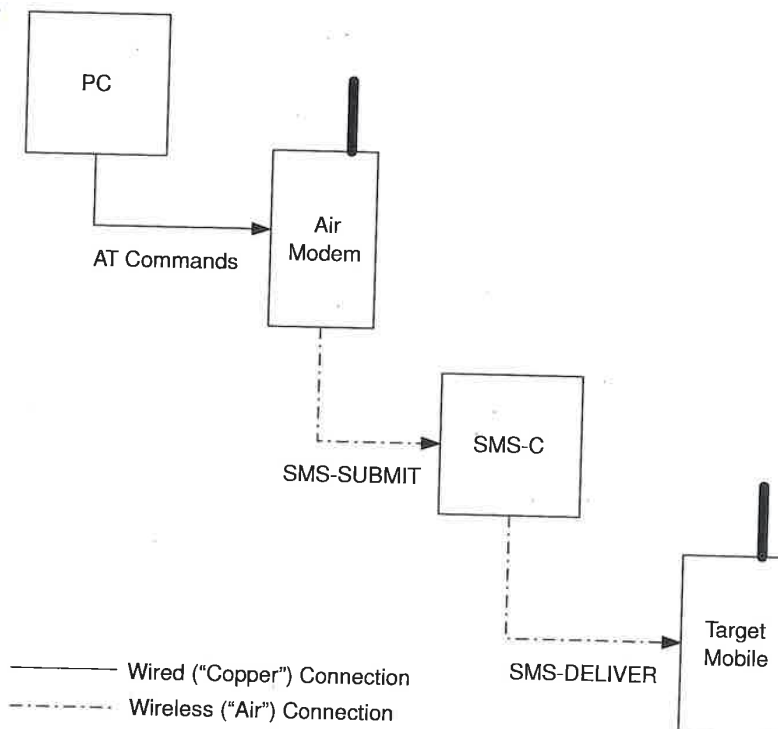 PC
Air
Modem
AT Commands
SMS-C
SMS-SUBMIT
Target
Mobile
SMS-DELIVER
Wired (“Copper”) Connection
Wireless (“Air”) Connection